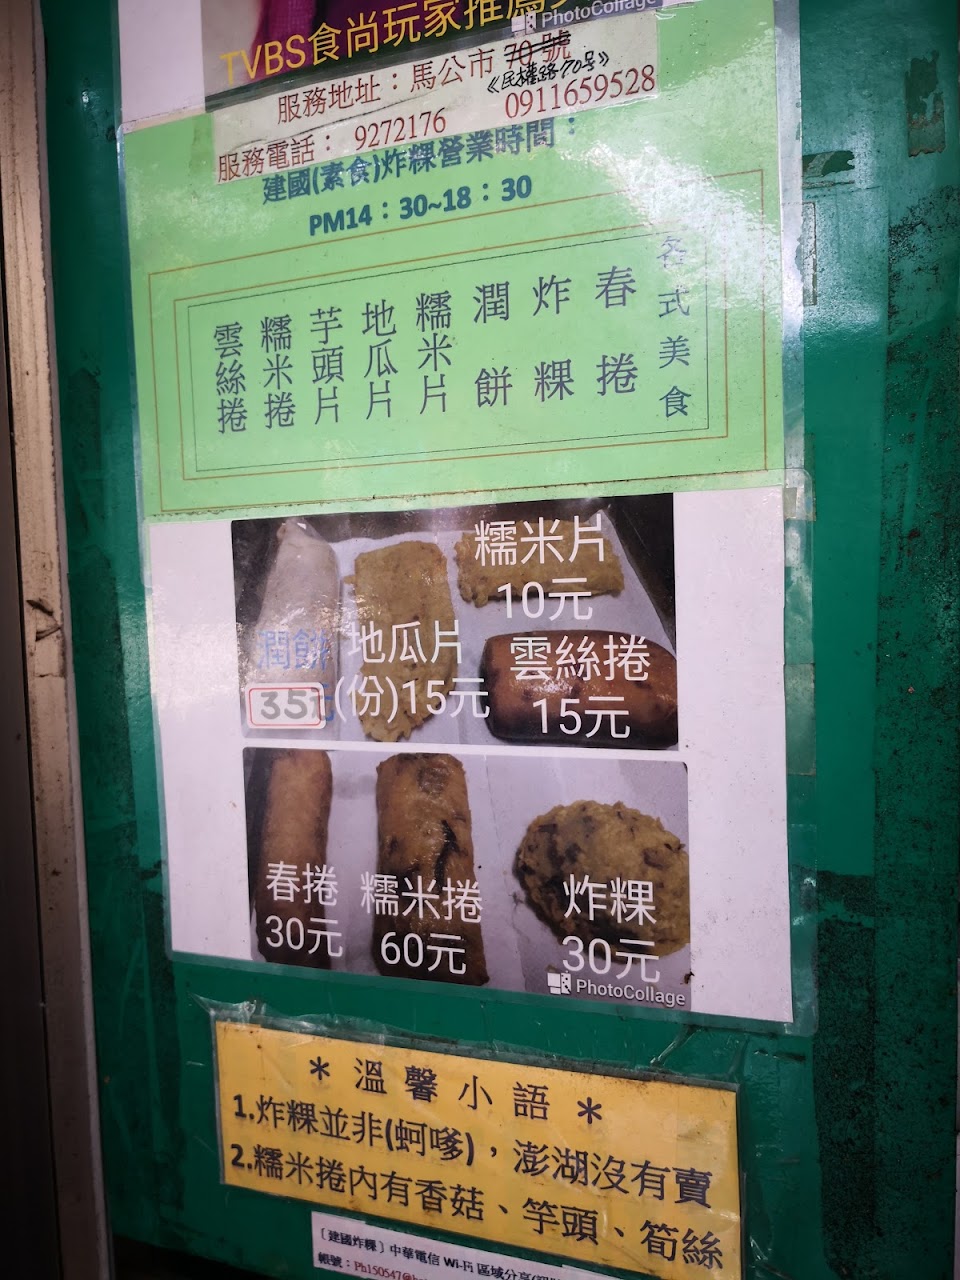 TVBS食尚玩家推薦
PhotoCollage
服務地址：馬公市70號
《民權路70号》
服務電話： 9272176 0911659528
建國(素食)炸粿營業時間：
PM14：30~18：30
各式美食
春捲
炸粿
潤餅
糯米片
地瓜片
芋頭片
糯米捲
雲絲捲
糯米片
10元
潤餅
35元
地瓜片
(份)15元
雲絲捲
15元
春捲
30元
糯米捲
60元
炸粿
30元
PhotoCollage
＊溫馨小語＊
1.炸粿並非(蚵嗲)，澎湖沒有賣
2.糯米捲內有香菇、竽頭、筍絲
〔建國炸粿〕中華電信 Wi-Fi 區域分享
帳號：Ph150547@